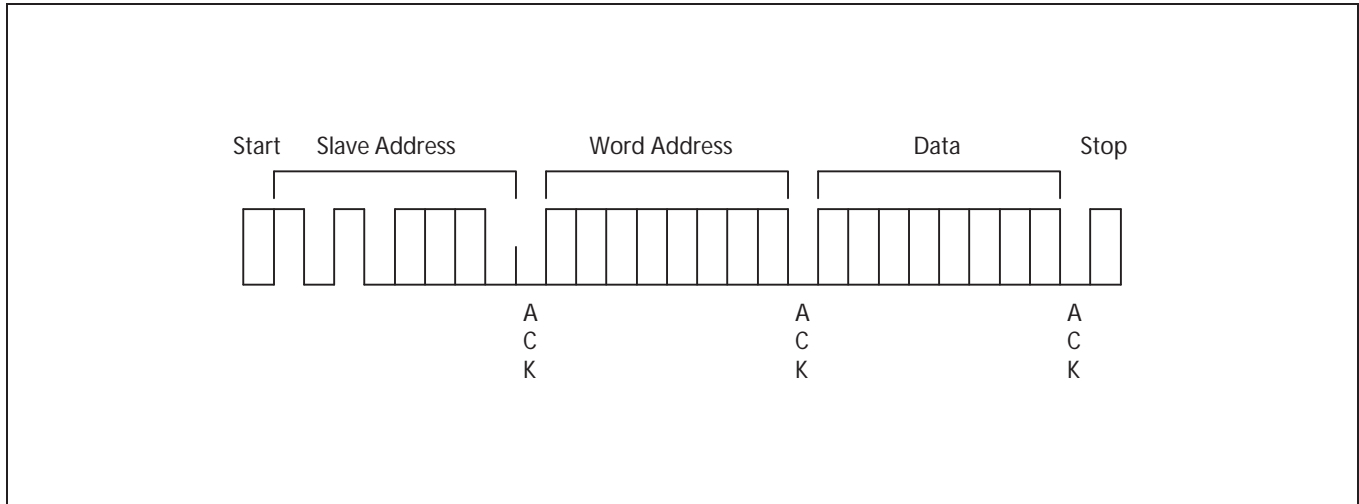 Start Slave Address Word Address Data Stop
A A A
C C C
K K K